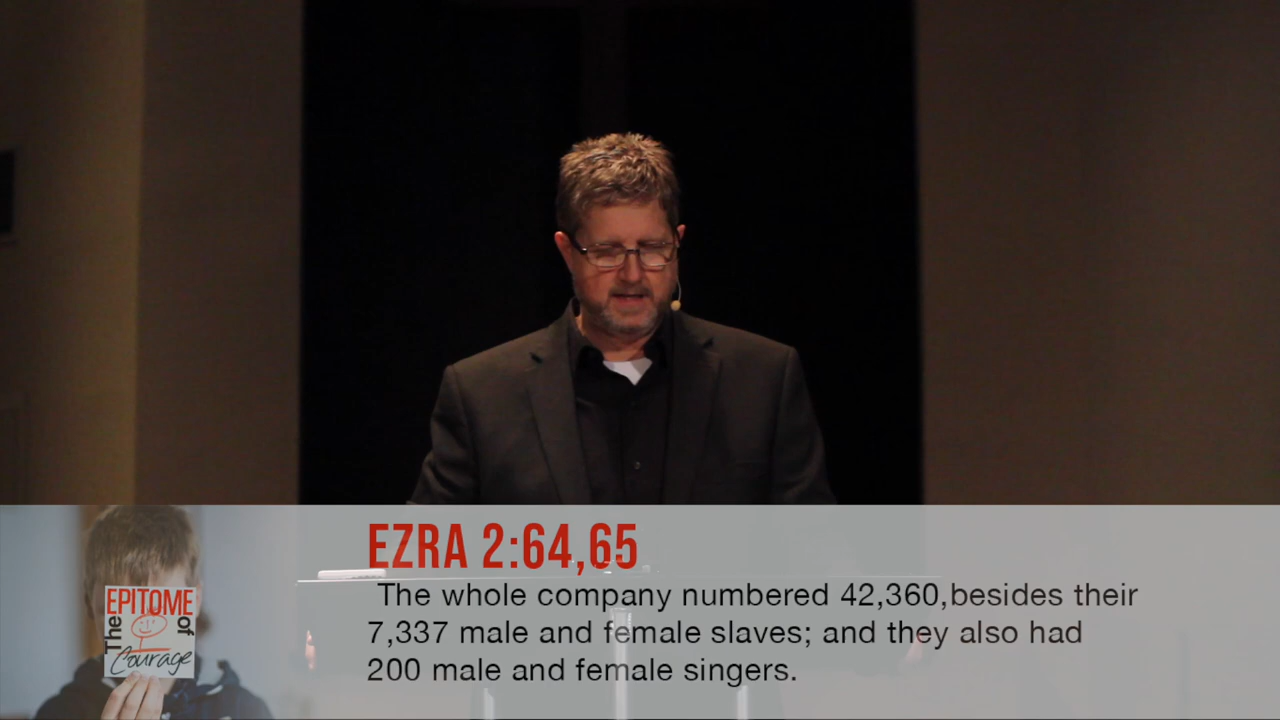 EZRA 2:64,65
The whole company numbered 42,360,besides their
7,337 male and female slaves; and they also had
200 male and female singers.
The EPITOME of
Courage